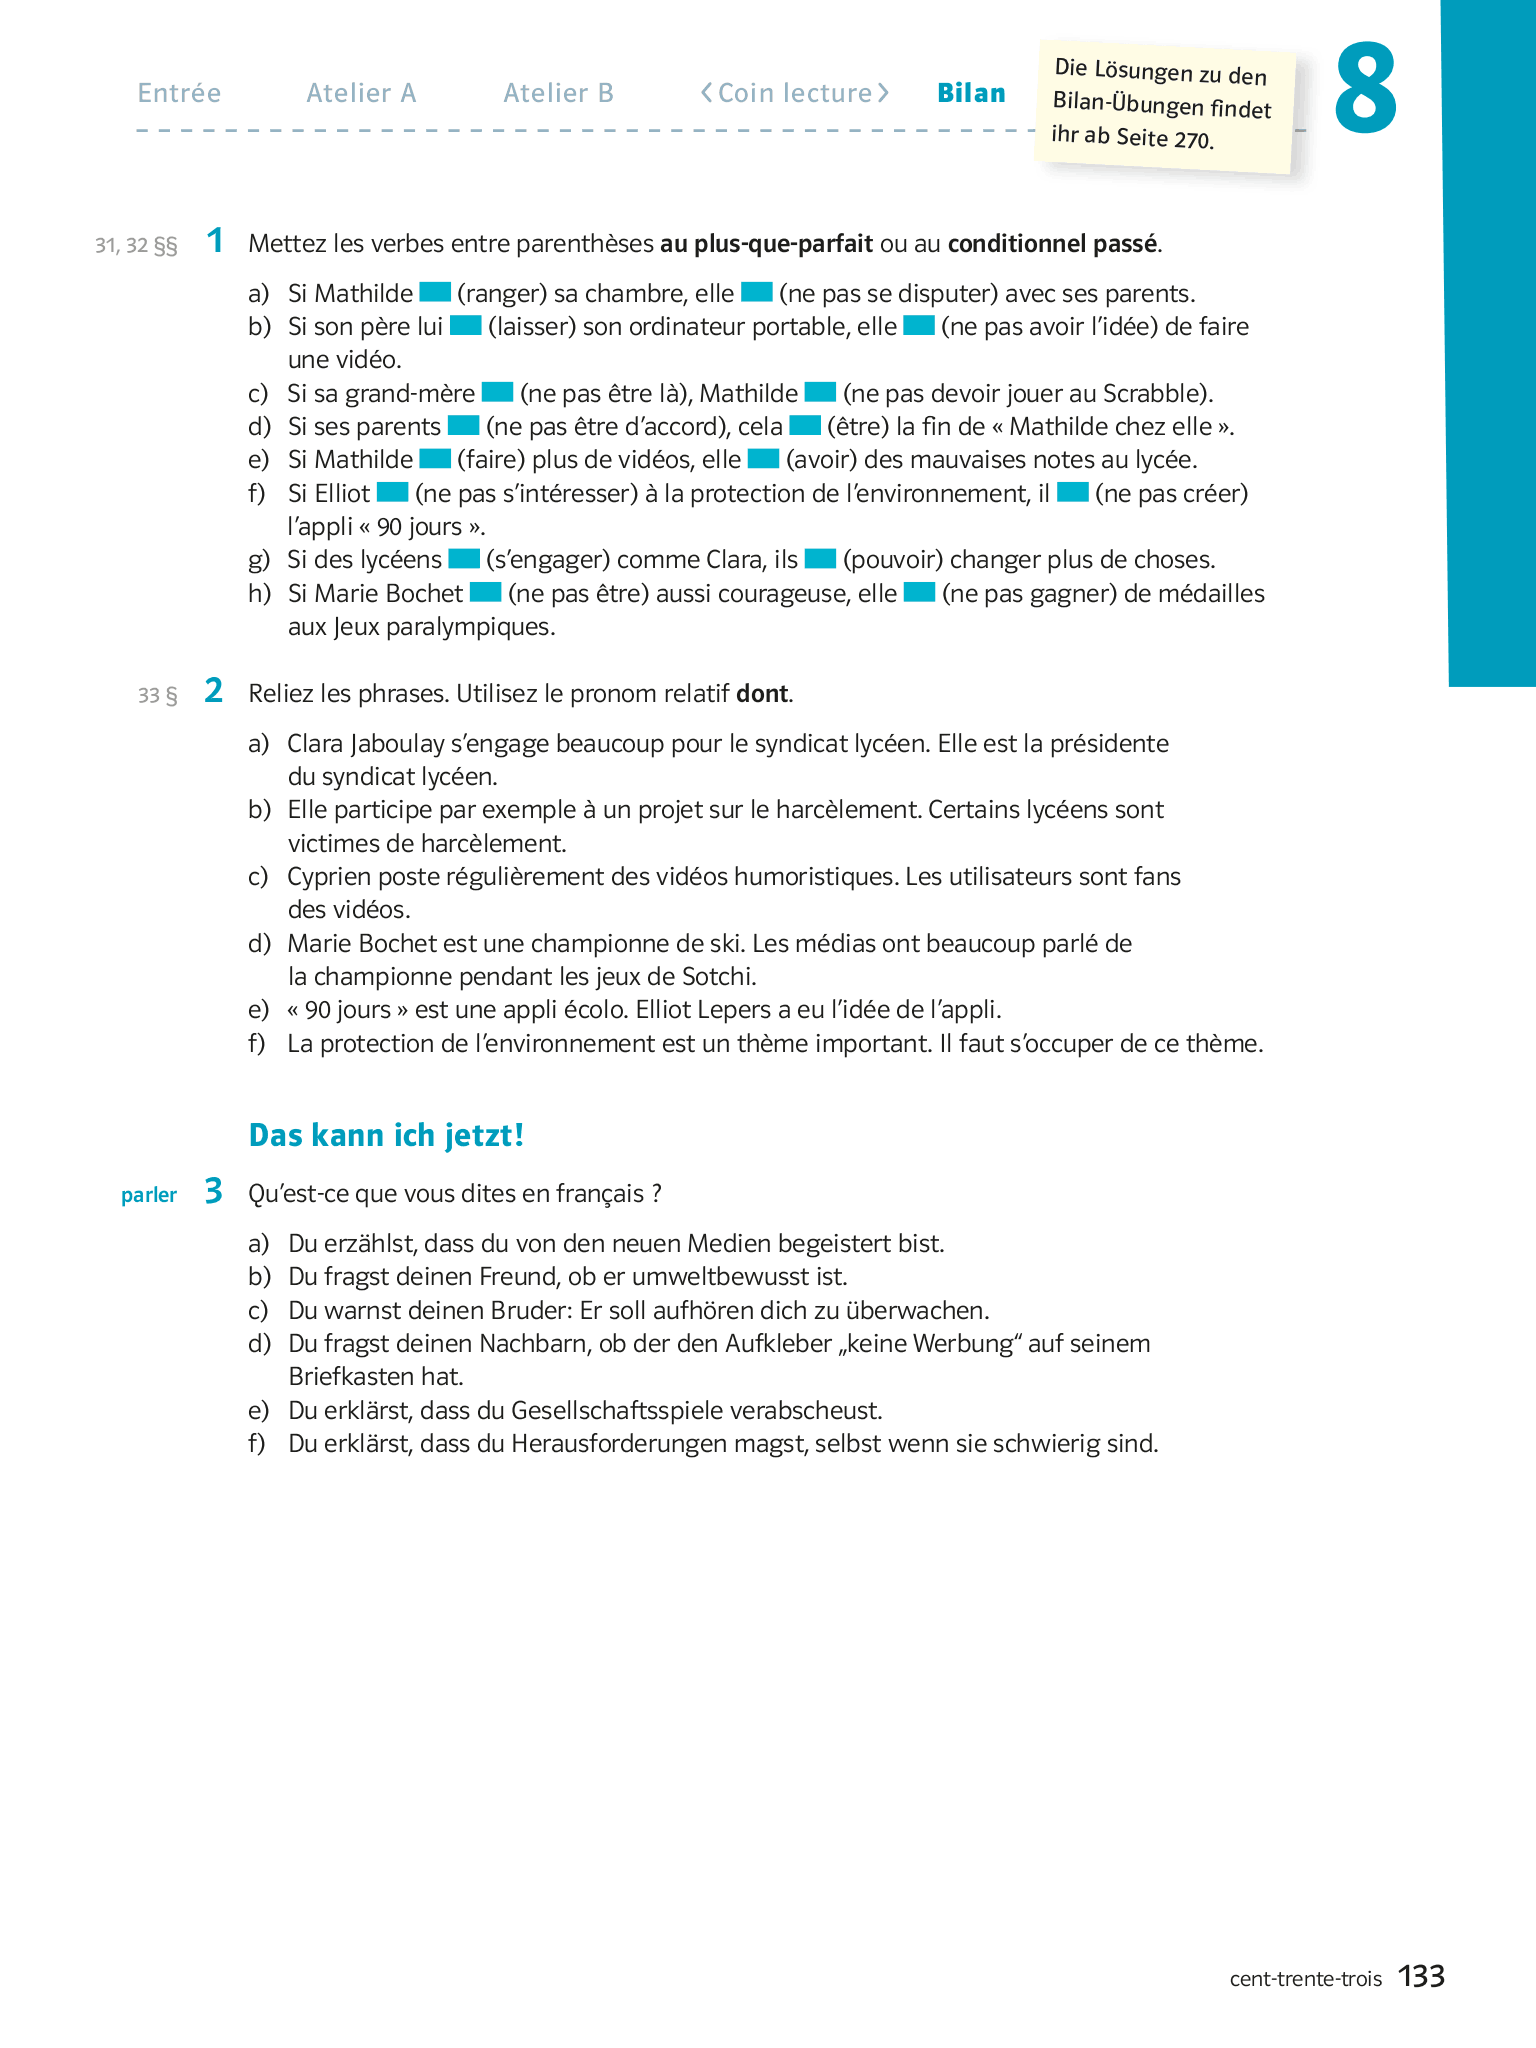 Entrée Atelier A Atelier B ‹Coin lecture› Bilan
Die Lösungen zu den
Bilan-Übungen findet
ihr ab Seite 270.
8
31, 32 §§ 1 Mettez les verbes entre parenthèses au plus-que-parfait ou au conditionnel passé.
a) Si Mathilde (ranger) sa chambre, elle (ne pas se disputer) avec ses parents.
b) Si son père lui (laisser) son ordinateur portable, elle (ne pas avoir l’idée) de faire
une vidéo.
c) Si sa grand-mère (ne pas être là), Mathilde (ne pas devoir jouer au Scrabble).
d) Si ses parents (ne pas être d’accord), cela (être) la fin de « Mathilde chez elle ».
e) Si Mathilde (faire) plus de vidéos, elle (avoir) des mauvaises notes au lycée.
f) Si Elliot (ne pas s’intéresser) à la protection de l’environnement, il (ne pas créer)
l’appli « 90 jours ».
g) Si des lycéens (s’engager) comme Clara, ils (pouvoir) changer plus de choses.
h) Si Marie Bochet (ne pas être) aussi courageuse, elle (ne pas gagner) de médailles
aux Jeux paralympiques.
33 § 2 Reliez les phrases. Utilisez le pronom relatif dont.
a) Clara Jaboulay s’engage beaucoup pour le syndicat lycéen. Elle est la présidente
du syndicat lycéen.
b) Elle participe par exemple à un projet sur le harcèlement. Certains lycéens sont
victimes de harcèlement.
c) Cyprien poste régulièrement des vidéos humoristiques. Les utilisateurs sont fans
des vidéos.
d) Marie Bochet est une championne de ski. Les médias ont beaucoup parlé de
la championne pendant les jeux de Sotchi.
e) « 90 jours » est une appli écolo. Elliot Lepers a eu l’idée de l’appli.
f) La protection de l’environnement est un thème important. Il faut s’occuper de ce thème.
Das kann ich jetzt!
parler 3 Qu’est-ce que vous dites en français ?
a) Du erzählst, dass du von den neuen Medien begeistert bist.
b) Du fragst deinen Freund, ob er umweltbewusst ist.
c) Du warnst deinen Bruder: Er soll aufhören dich zu überwachen.
d) Du fragst deinen Nachbarn, ob der den Aufkleber „keine Werbung“ auf seinem
Briefkasten hat.
e) Du erklärst, dass du Gesellschaftsspiele verabscheust.
f) Du erklärst, dass du Herausforderungen magst, selbst wenn sie schwierig sind.
cent-trente-trois 133